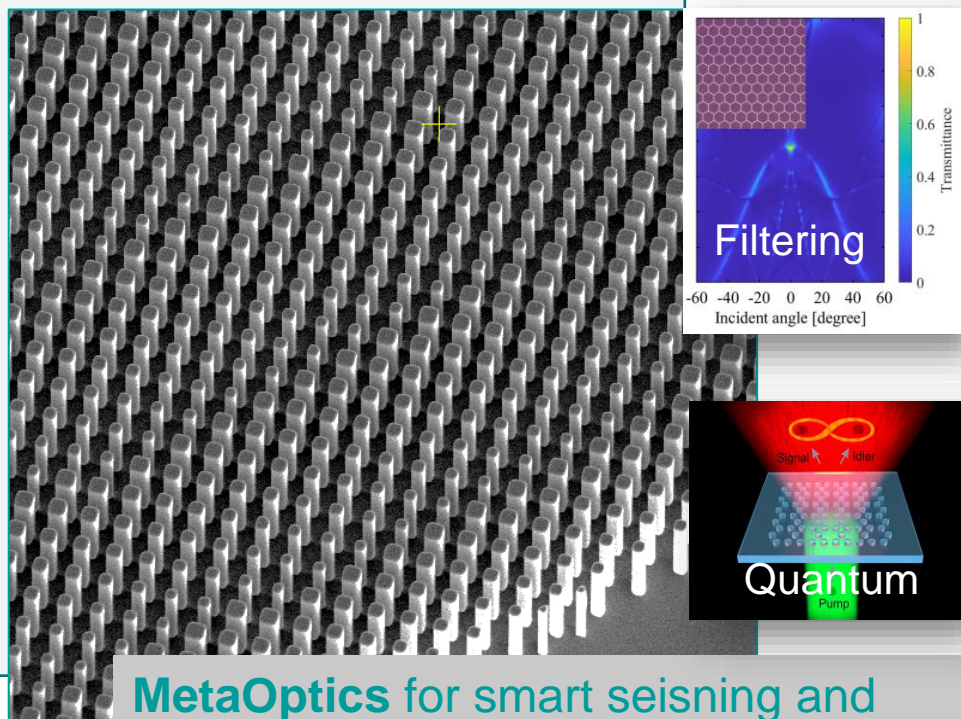 1
0.8
0.6
0.4
0.2
0
Transmittance
Filtering
-60 -40 -20 0 20 40 60
Incident angle [degree]
Signal Idler
Quantum
Pump
MetaOptics for smart seisning and